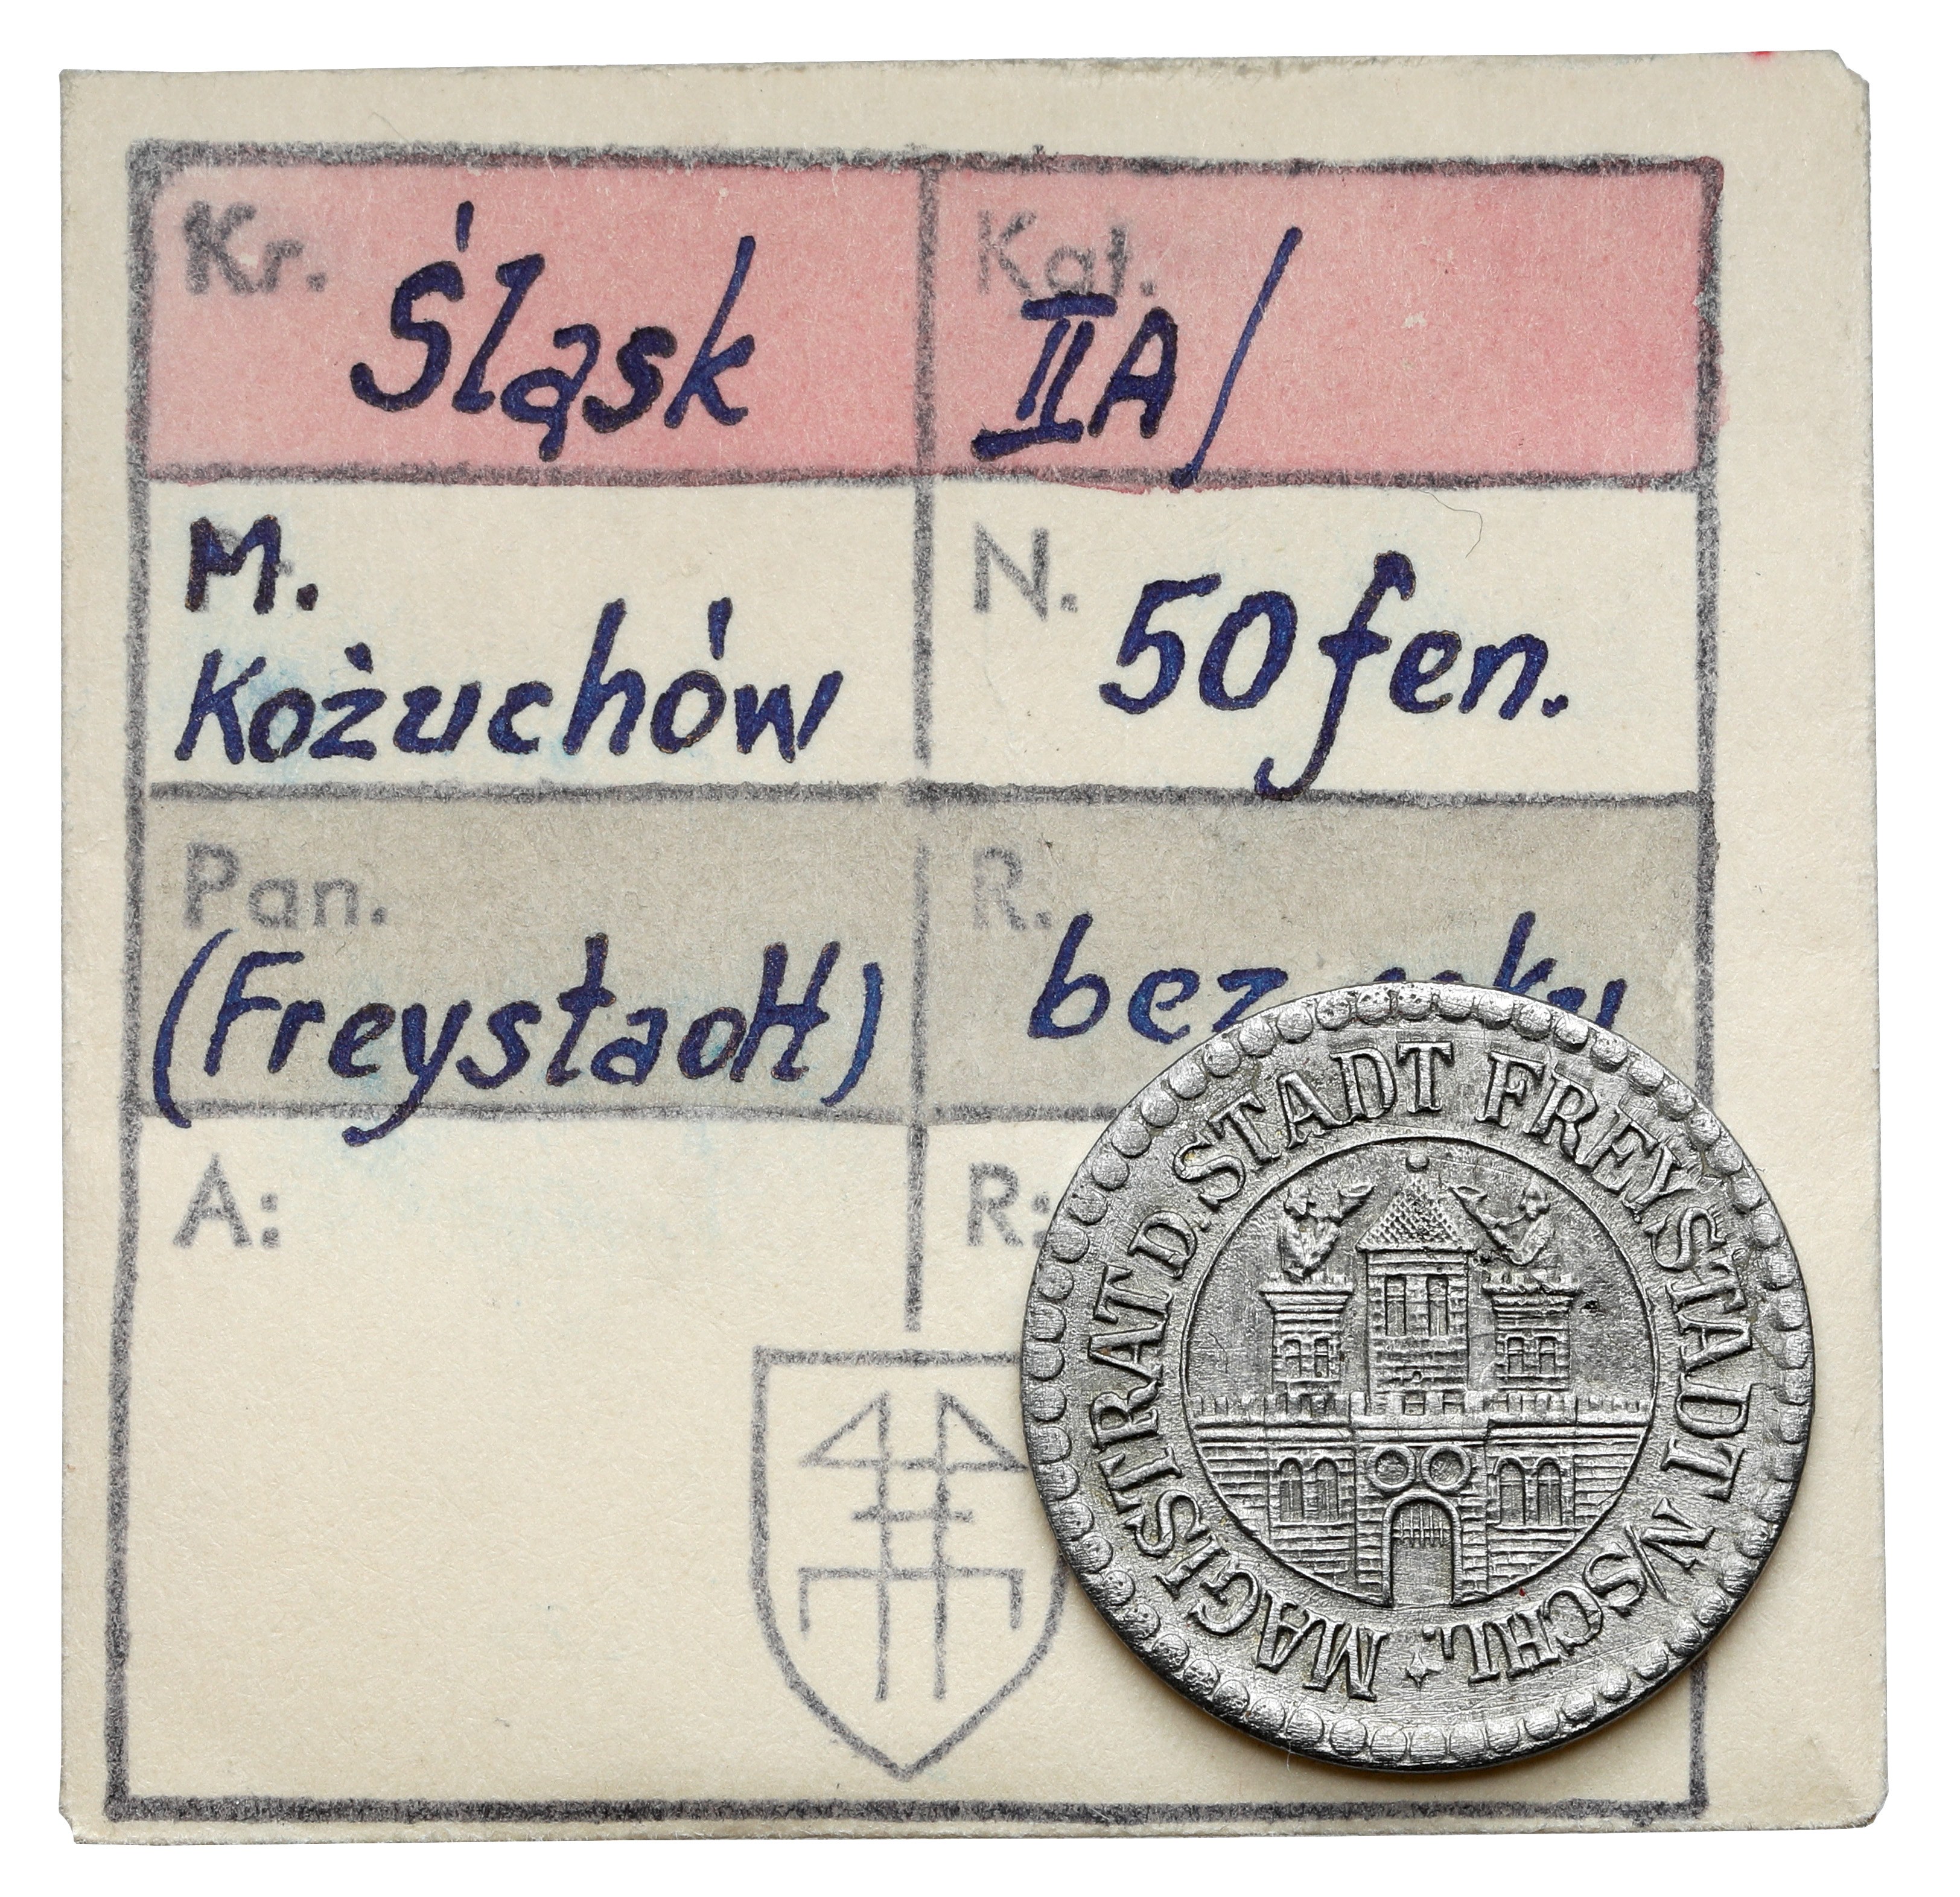 Kr. Śląsk
Kat. IIA/
M. Kożuchów
N. 50 fen.
Pan. (Freystadt)
R. bez
A:
R:
MAGISTRAT D. STADT FREYSTADT N/SCHL.